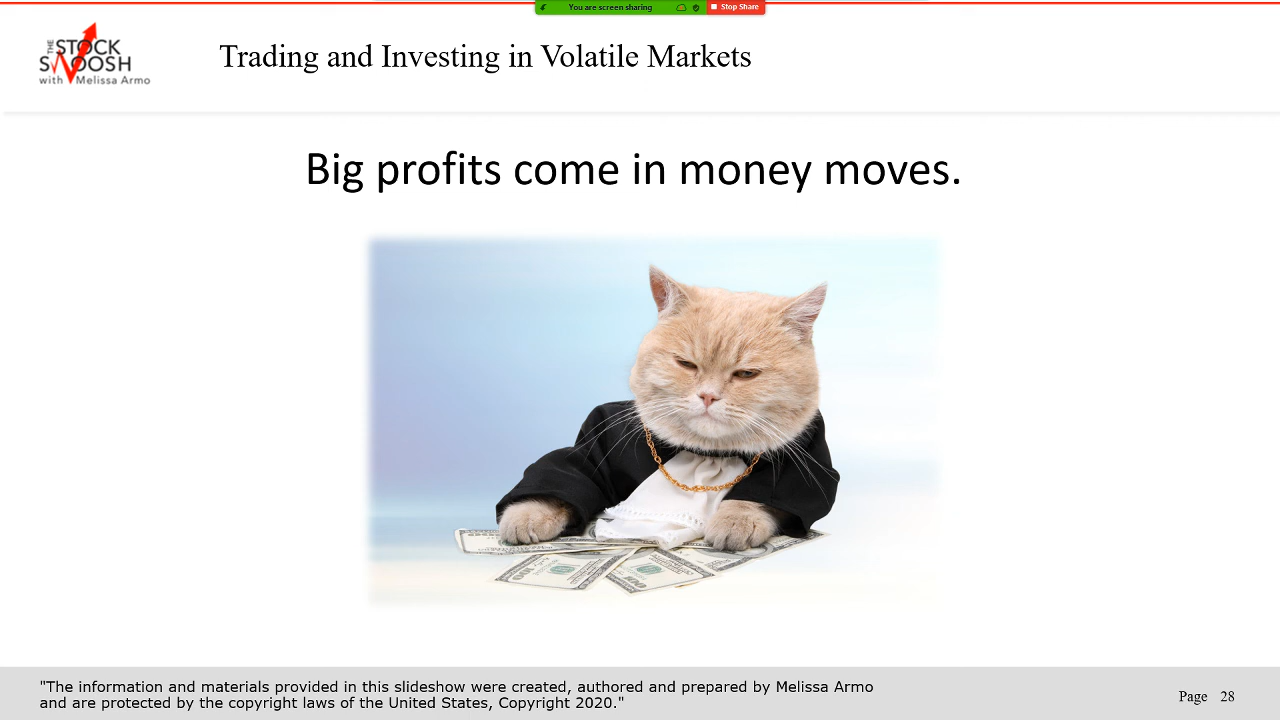 You are screen sharing
Stop Share
THE STOCK
SWOOSH
with Melissa Armo
Trading and Investing in Volatile Markets
Big profits come in money moves.
100
100
"The information and materials provided in this slideshow were created, authored and prepared by Melissa Armo
and are protected by the copyright laws of the United States, Copyright 2020."
Page 28